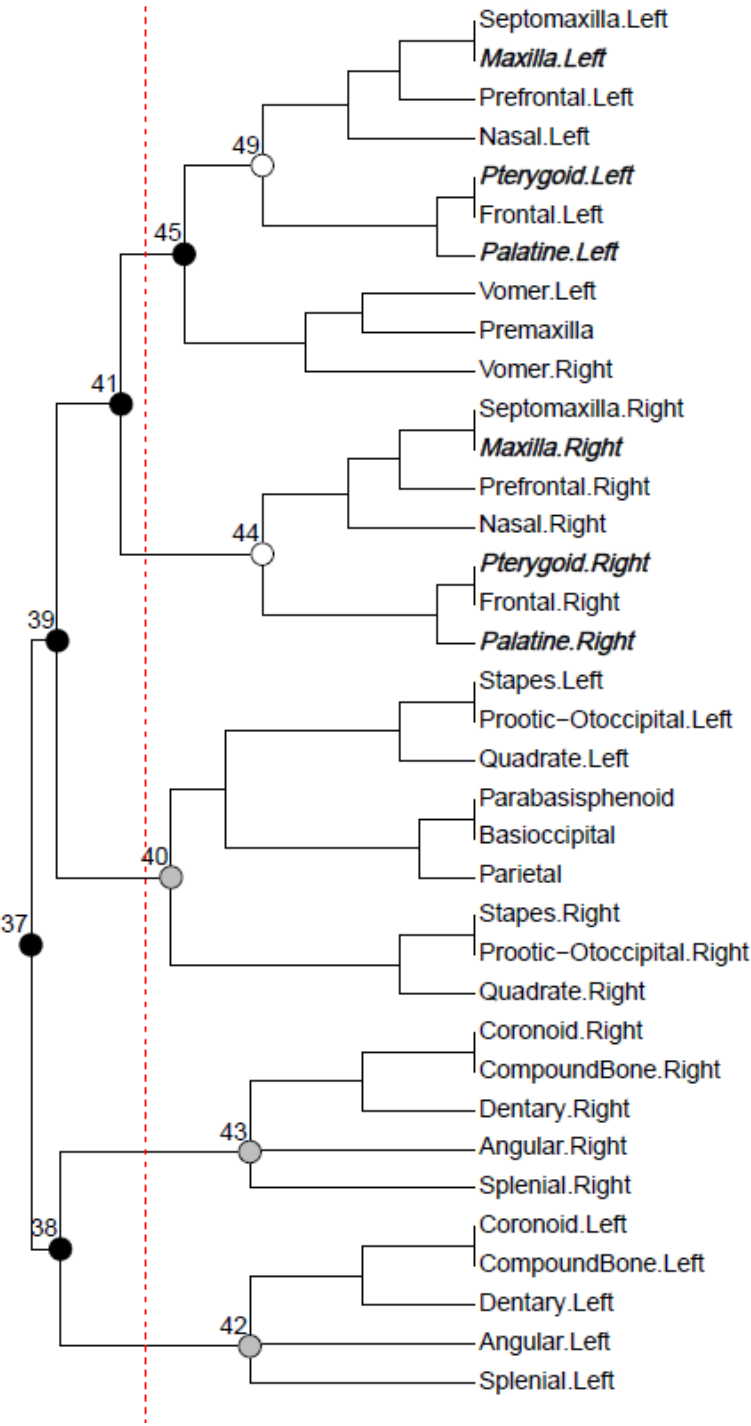 Septomaxilla.Left
Maxilla.Left
Prefrontal.Left
Nasal.Left
49
Pterygoid.Left
Frontal.Left
45
Palatine.Left
Vomer.Left
Premaxilla
Vomer.Right
41
Septomaxilla.Right
Maxilla.Right
Prefrontal.Right
Nasal.Right
44
Pterygoid.Right
Frontal.Right
39
Palatine.Right
Stapes.Left
Prootic−Otoccipital.Left
Quadrate.Left
Parabasisphenoid
Basioccipital
40
Parietal
Stapes.Right
37
Prootic−Otoccipital.Right
Quadrate.Right
Coronoid.Right
CompoundBone.Right
Dentary.Right
43
Angular.Right
Splenial.Right
38
Coronoid.Left
CompoundBone.Left
Dentary.Left
42
Angular.Left
Splenial.Left